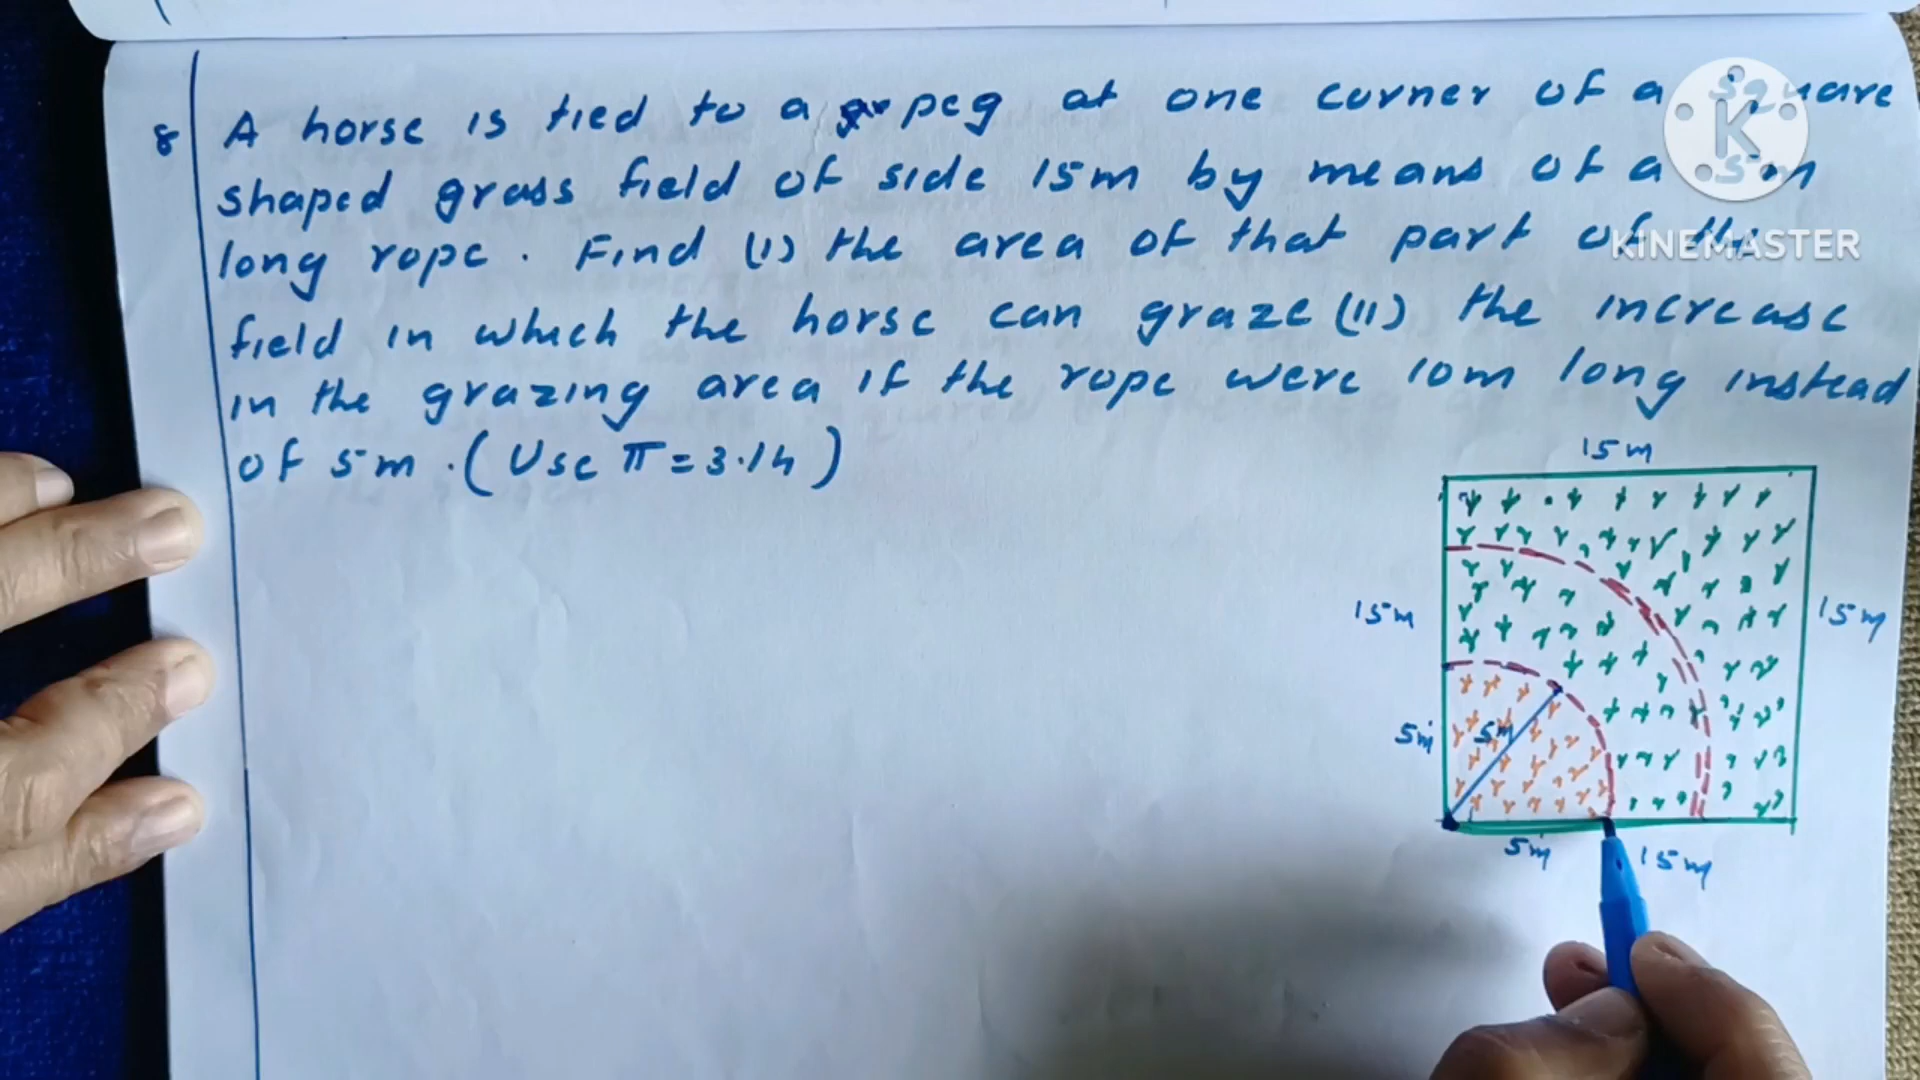 8 A horse is tied to a peg at one corner of a square
shaped grass field of side 15m by means of a 5m
long rope. Find (i) the area of that part of the
field in which the horse can graze (ii) the increase
in the grazing area if the rope were 10m long instead
of 5m. (Use π = 3.14)
K
KINEMASTER
15m
15m
15m
5m
5m
5m
15m